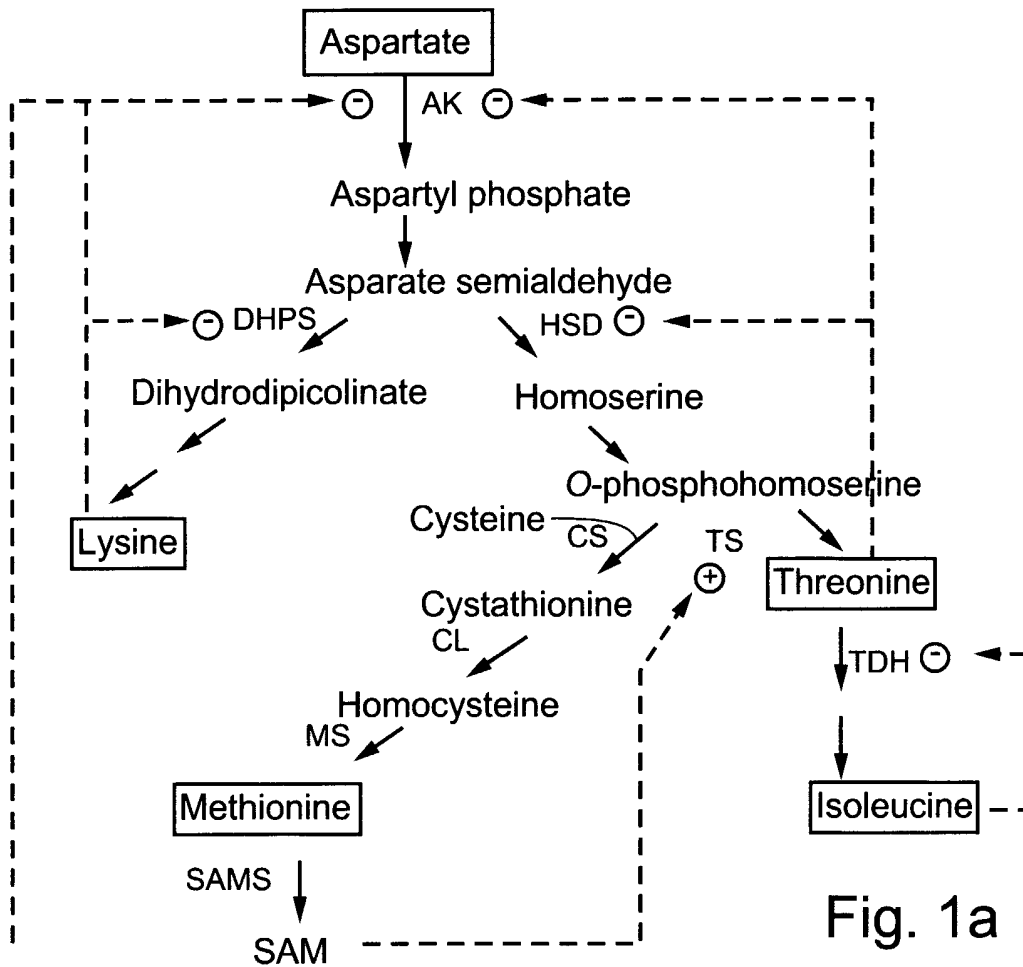 Aspartate
⊖ AK ⊖
Aspartyl phosphate
Asparate semialdehyde
⊖ DHPS
HSD ⊖
Dihydrodipicolinate
Homoserine
O-phosphohomoserine
Cysteine
CS
TS
⊕
Lysine
Threonine
Cystathionine
CL
TDH ⊖
Homocysteine
MS
Methionine
Isoleucine
SAMS
SAM
Fig. 1a